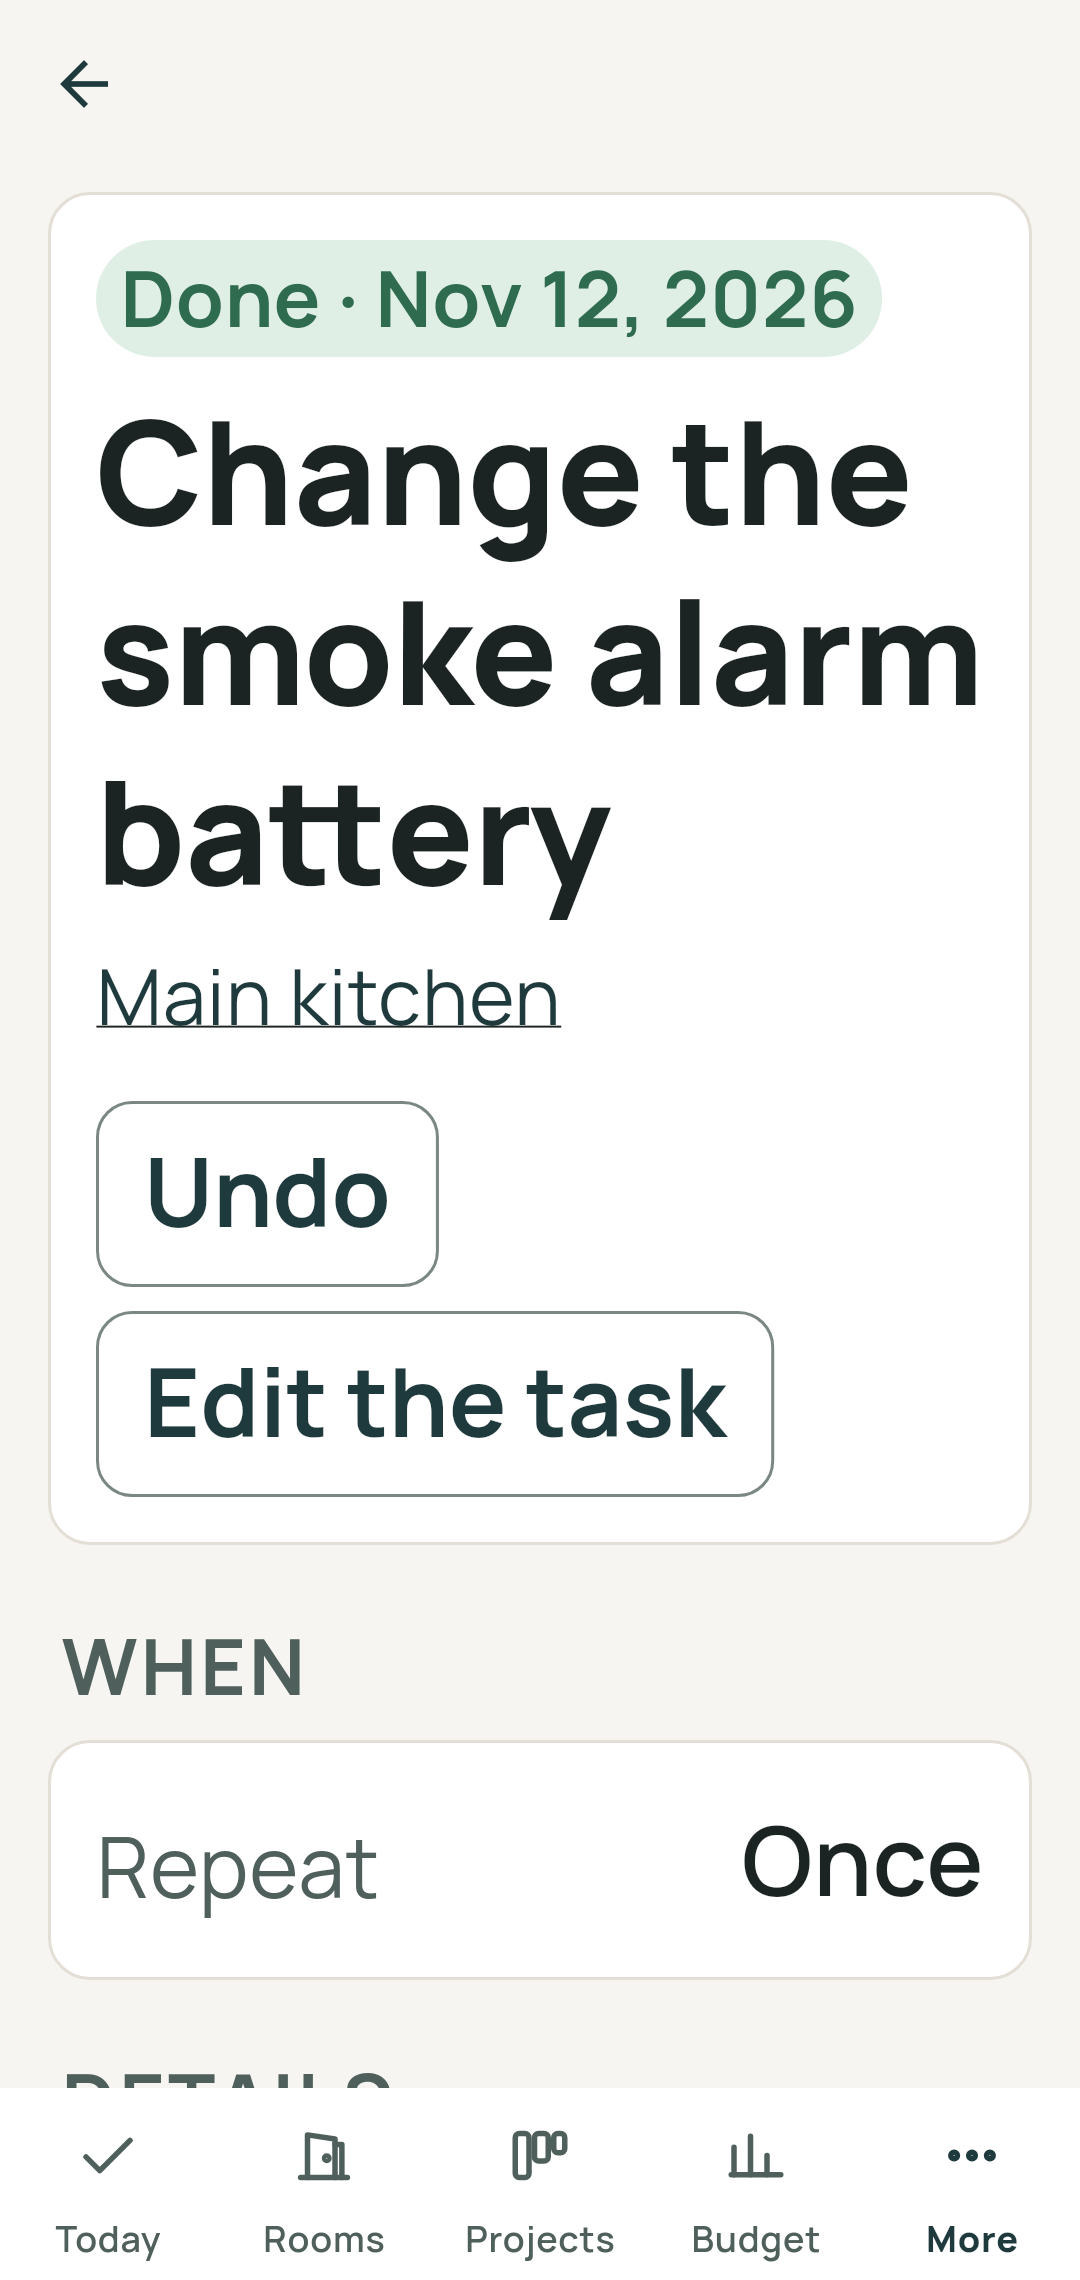 Done · Nov 12, 2026
Change the
smoke alarm
battery
Main kitchen
Undo
Edit the task
WHEN
Repeat Once
DETAILS
Today Rooms Projects Budget More